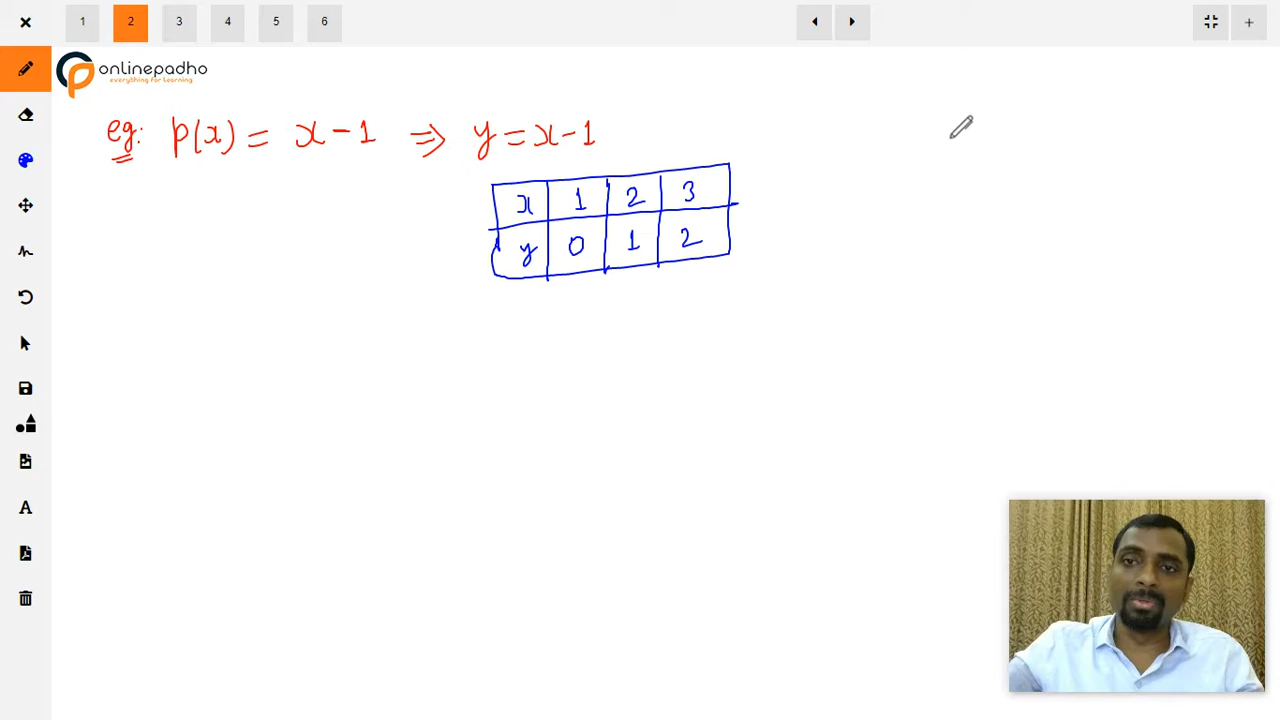 1 2 3 4 5 6
onlinepadho
everything for learning
eg: p(x) = x - 1 ⇒ y = x - 1
x 1 2 3
y 0 1 2
A